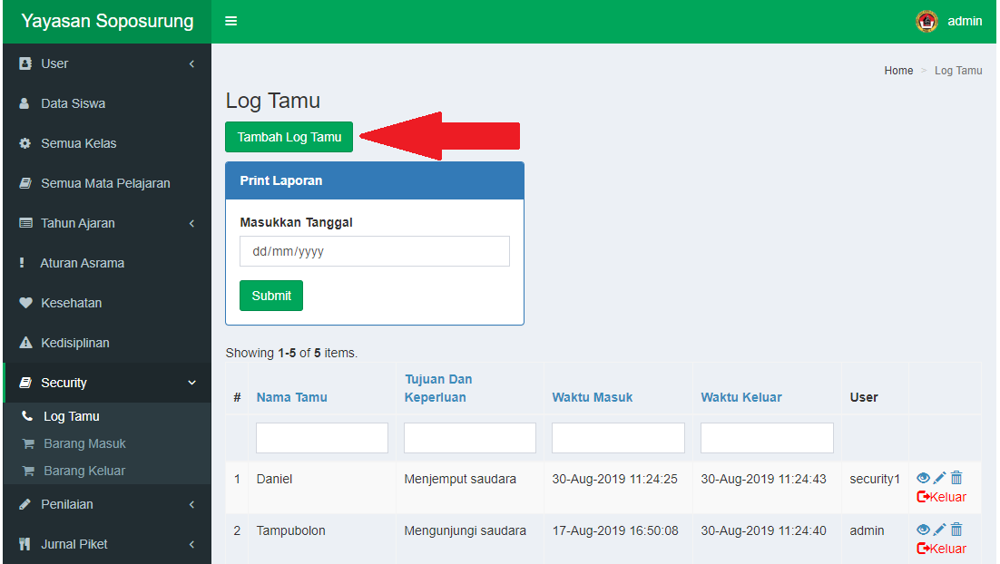 Yayasan Soposurung
admin
User
Data Siswa
Semua Kelas
Semua Mata Pelajaran
Tahun Ajaran
Aturan Asrama
Kesehatan
Kedisiplinan
Security
Log Tamu
Barang Masuk
Barang Keluar
Penilaian
Jurnal Piket
Home > Log Tamu
Log Tamu
Tambah Log Tamu
Print Laporan
Masukkan Tanggal
dd/mm/yyyy
Submit
Showing 1-5 of 5 items.
# Nama Tamu Tujuan Dan Keperluan Waktu Masuk Waktu Keluar User
1 Daniel Menjemput saudara 30-Aug-2019 11:24:25 30-Aug-2019 11:24:43 security1
Keluar
2 Tampubolon Mengunjungi saudara 17-Aug-2019 16:50:08 30-Aug-2019 11:24:40 admin
Keluar